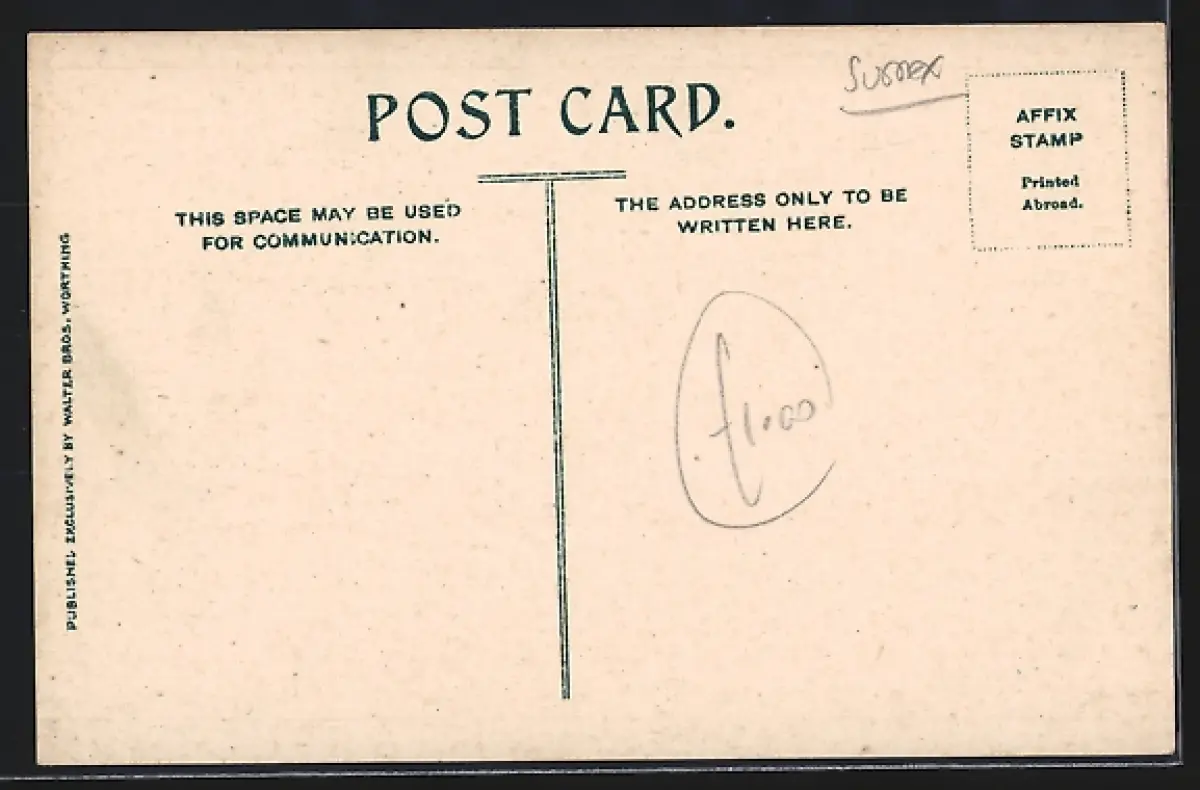 Sussex
POST CARD.
AFFIX
STAMP
Printed
Abroad.
THIS SPACE MAY BE USED
FOR COMMUNICATION.
THE ADDRESS ONLY TO BE
WRITTEN HERE.
PUBLISHED EXCLUSIVELY BY WALTER BROS. WORTHING
£1.00